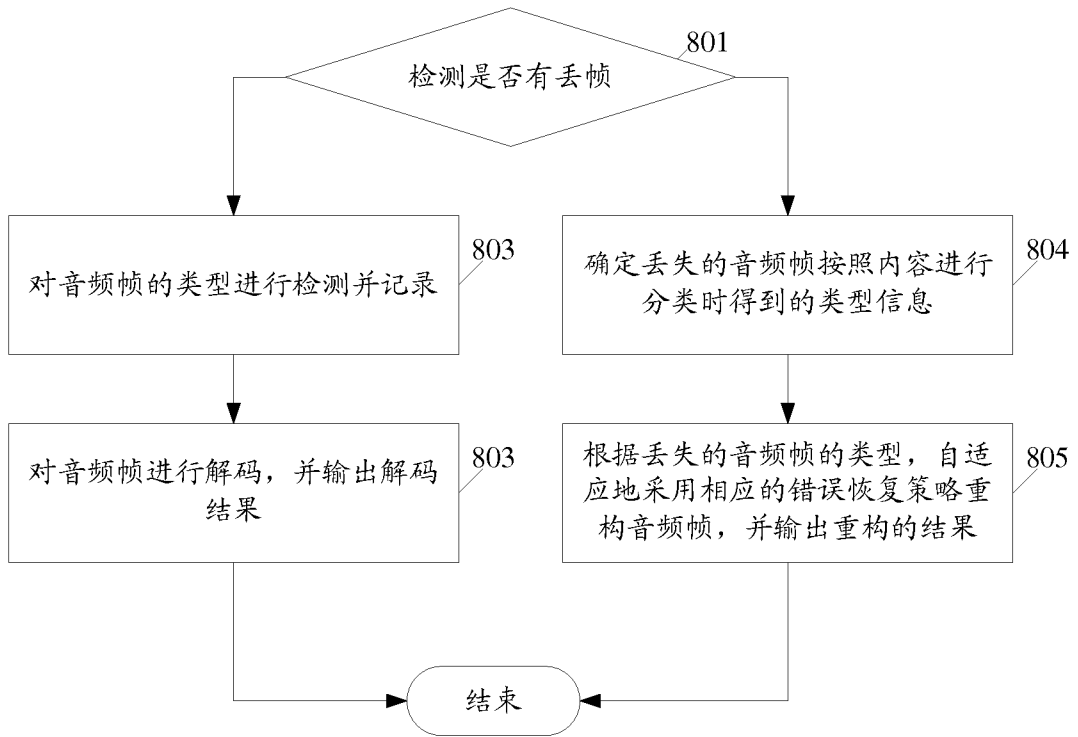 801
检测是否有丢帧
803
对音频帧的类型进行检测并记录
804
确定丢失的音频帧按照内容进行
分类时得到的类型信息
803
对音频帧进行解码，并输出解码
结果
805
根据丢失的音频帧的类型，自适
应地采用相应的错误恢复策略重
构音频帧，并输出重构的结果
结束